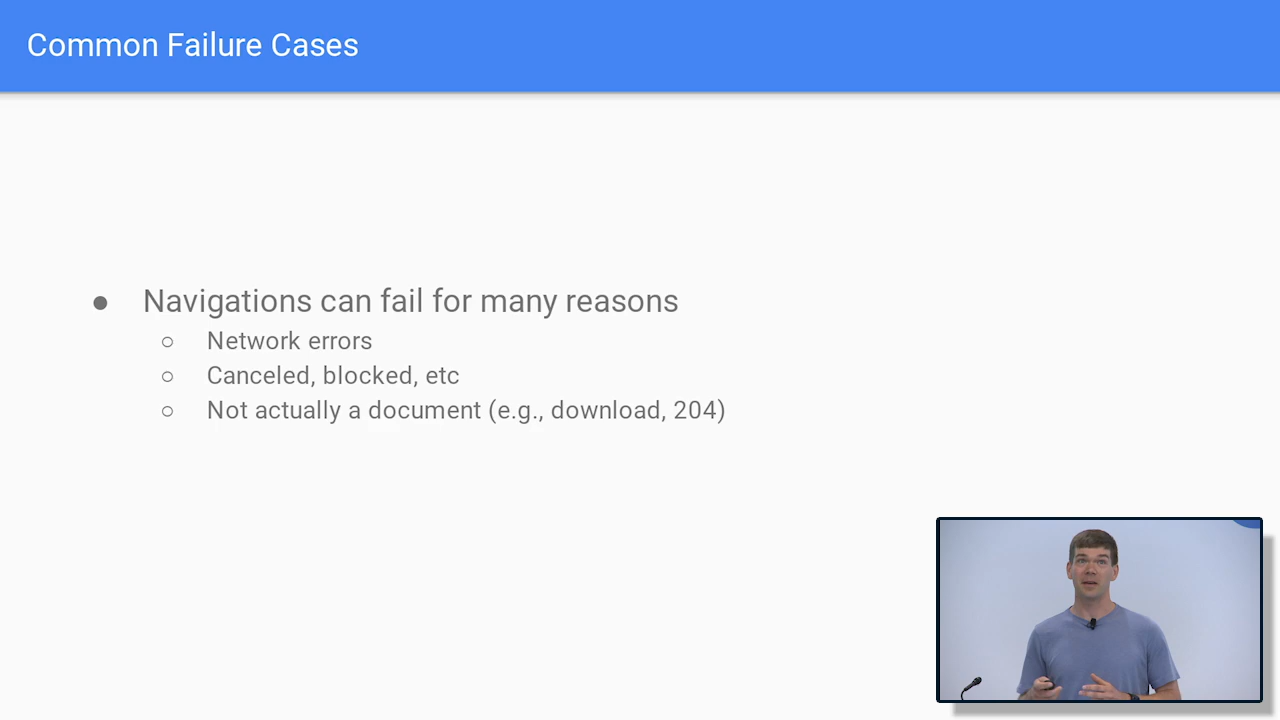 Common Failure Cases
● Navigations can fail for many reasons
○ Network errors
○ Canceled, blocked, etc
○ Not actually a document (e.g., download, 204)